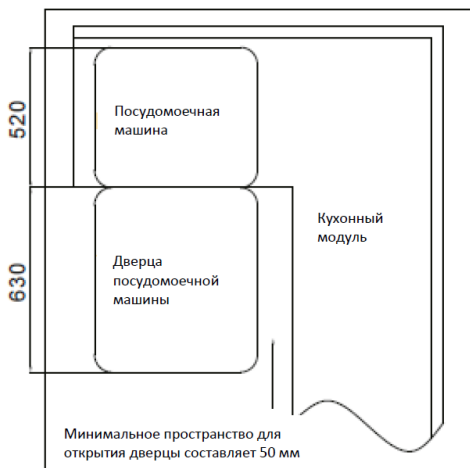 520
Посудомоечная
машина
Кухонный
модуль
630
Дверца
посудомоечной
машины
Минимальное пространство для
открытия дверцы составляет 50 мм